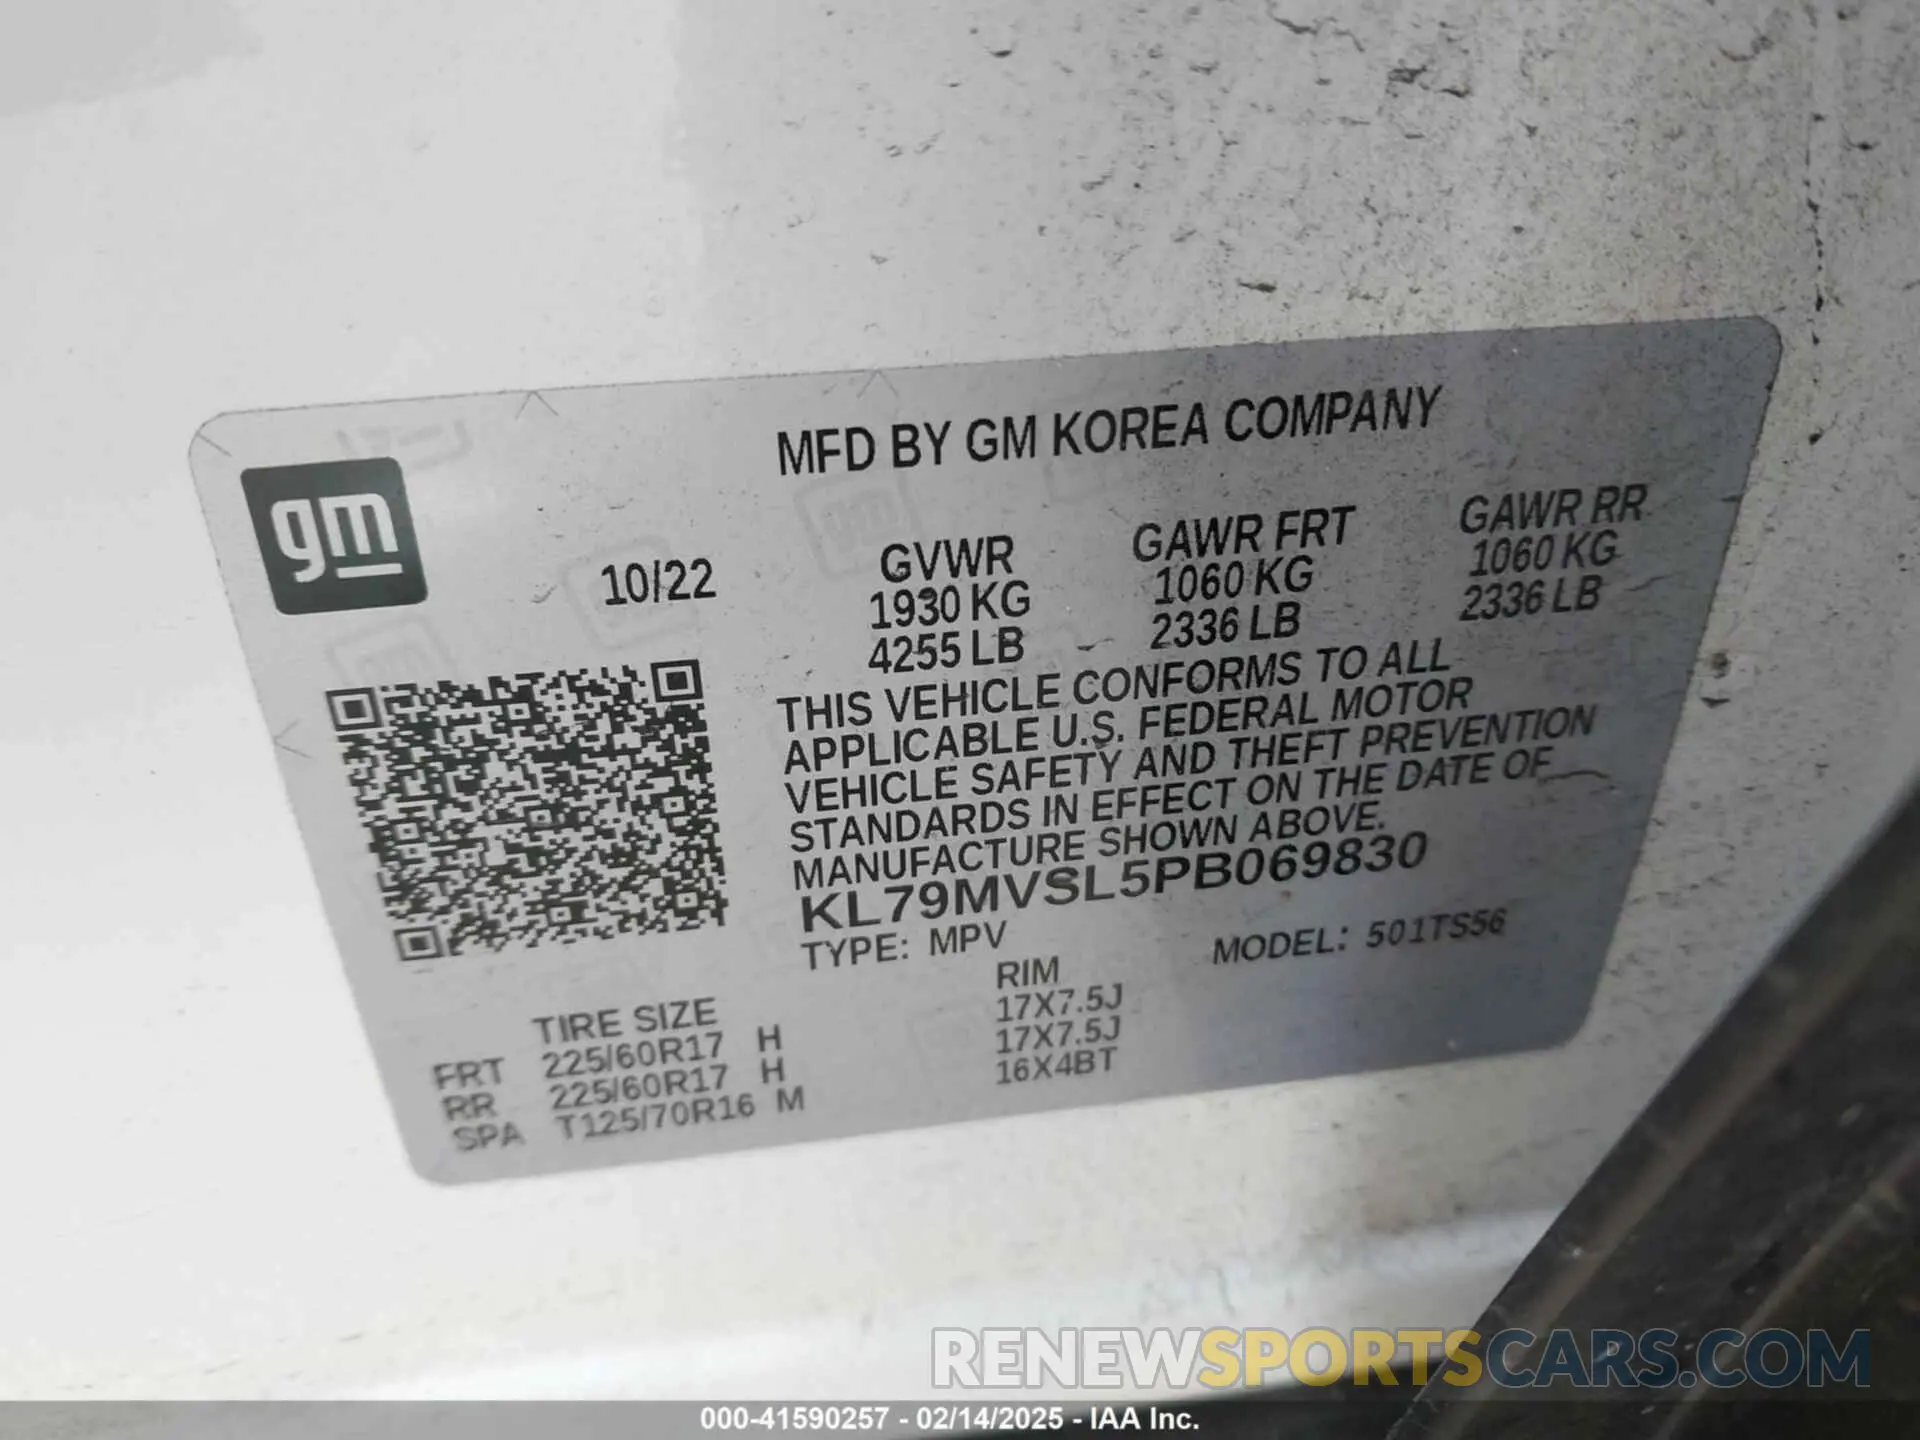 MFD BY GM KOREA COMPANY
gm
10/22
GVWR GAWR FRT GAWR RR
1930 KG 1060 KG 1060 KG
4255 LB 2336 LB 2336 LB
THIS VEHICLE CONFORMS TO ALL
APPLICABLE U.S. FEDERAL MOTOR
VEHICLE SAFETY AND THEFT PREVENTION
STANDARDS IN EFFECT ON THE DATE OF
MANUFACTURE SHOWN ABOVE.
KL79MVSL5PB069830
TYPE: MPV MODEL: 501TS56
TIRE SIZE RIM
FRT 225/60R17 H 17X7.5J
RR 225/60R17 H 17X7.5J
SPA T125/70R16 M 16X4BT
RENEWSPORTSCARS.COM
000-41590257 - 02/14/2025 - IAA Inc.